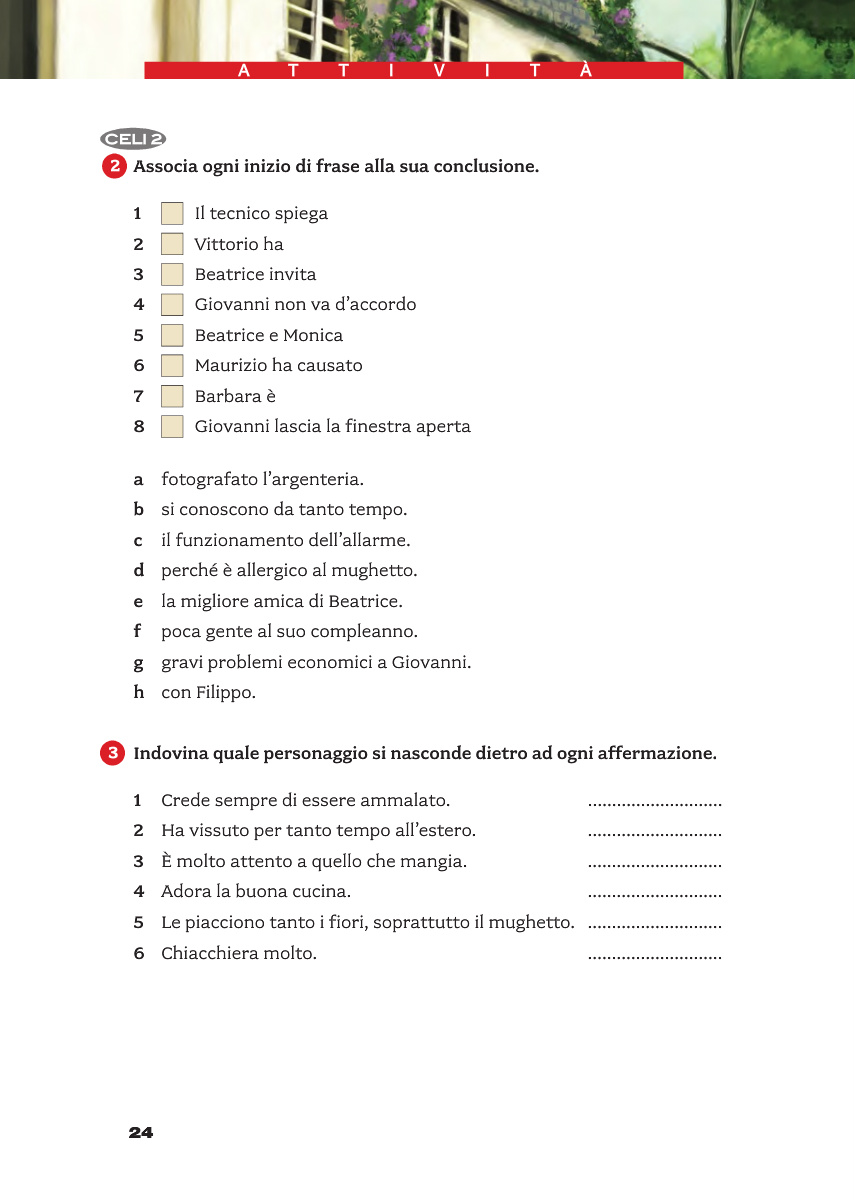 ATTIVITÀ
CELI 2
2 Associa ogni inizio di frase alla sua conclusione.
1 Il tecnico spiega
2 Vittorio ha
3 Beatrice invita
4 Giovanni non va d’accordo
5 Beatrice e Monica
6 Maurizio ha causato
7 Barbara è
8 Giovanni lascia la finestra aperta
a fotografato l’argenteria.
b si conoscono da tanto tempo.
c il funzionamento dell’allarme.
d perché è allergico al mughetto.
e la migliore amica di Beatrice.
f poca gente al suo compleanno.
g gravi problemi economici a Giovanni.
h con Filippo.
3 Indovina quale personaggio si nasconde dietro ad ogni affermazione.
1 Crede sempre di essere ammalato. ............................
2 Ha vissuto per tanto tempo all’estero. ............................
3 È molto attento a quello che mangia. ............................
4 Adora la buona cucina. ............................
5 Le piacciono tanto i fiori, soprattutto il mughetto. ............................
6 Chiacchiera molto. ............................
24